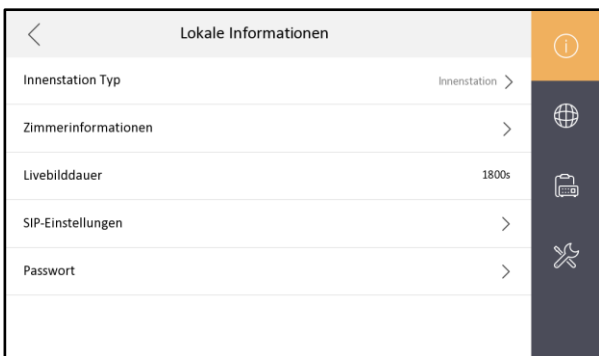 Lokale Informationen
Innenstation Typ Innenstation
Zimmerinformationen
Livebilddauer 1800s
SIP-Einstellungen
Passwort